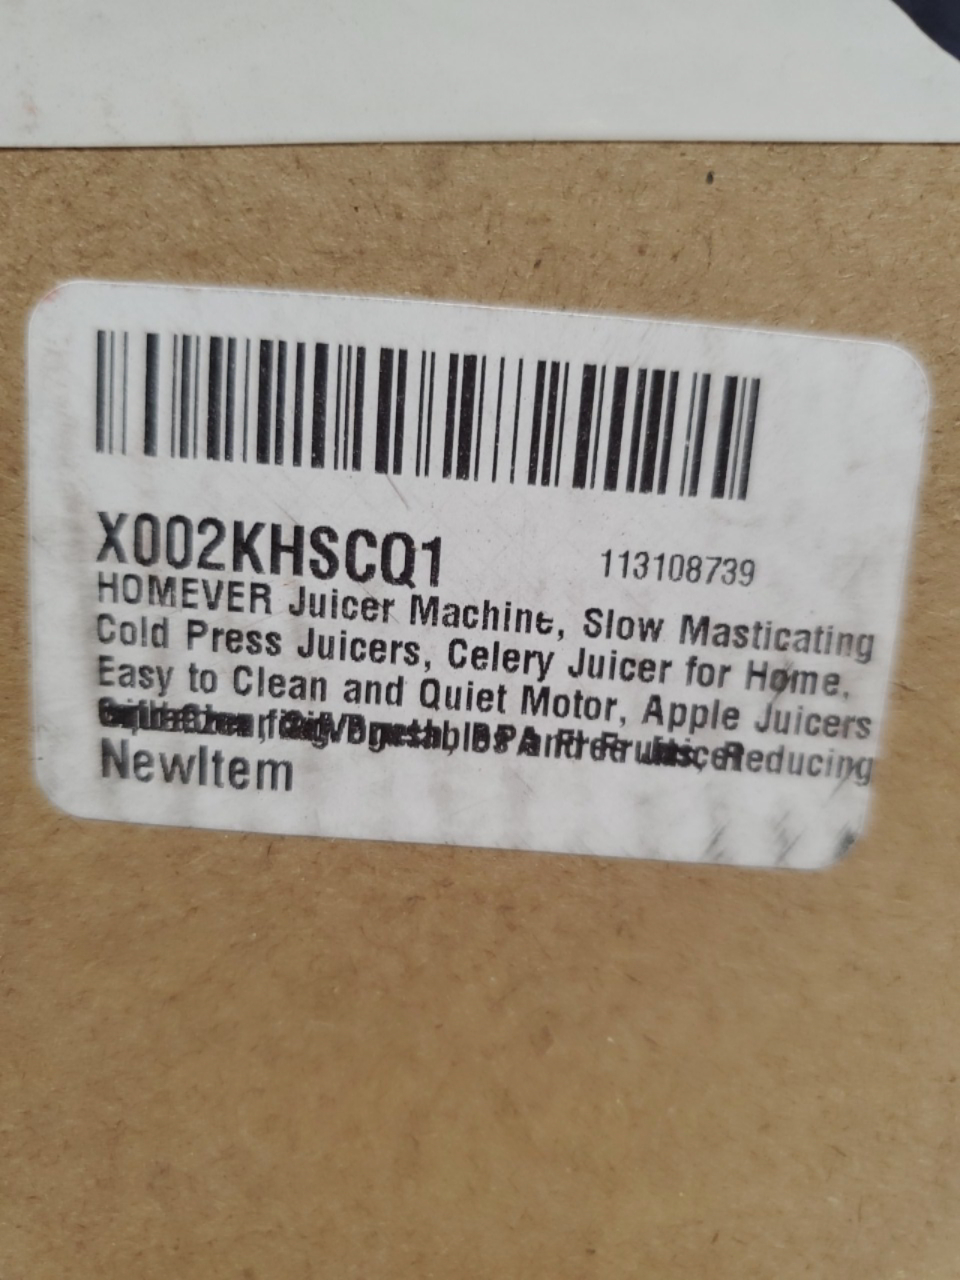 X002KHSCQ1
113108739
HOMEVER Juicer Machine, Slow Masticating
Cold Press Juicers, Celery Juicer for Home,
Easy to Clean and Quiet Motor, Apple Juicers
Reducing
NewItem